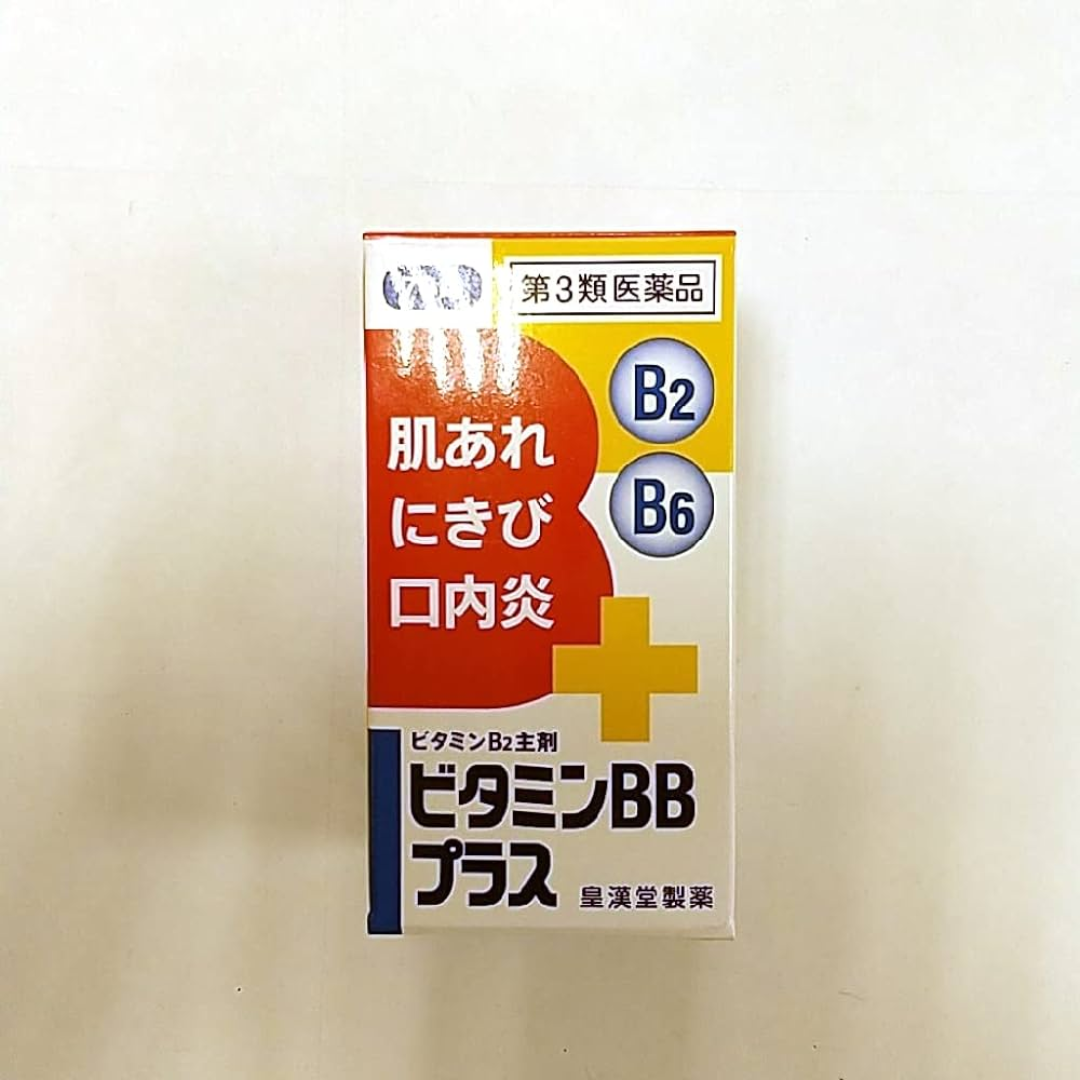 第3類医薬品
B2
B6
肌あれ
にきび
口内炎
ビタミンB2主剤
ビタミンBB
プラス
皇漢堂製薬